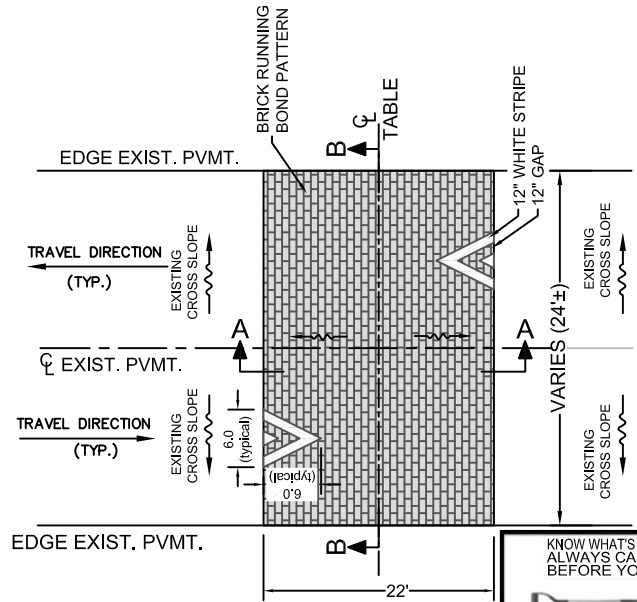 BRICK RUNNING
BOND PATTERN
B
℄
TABLE
EDGE EXIST. PVMT.
12" WHITE STRIPE
12" GAP
TRAVEL DIRECTION
(TYP.)
EXISTING
CROSS SLOPE
EXISTING
CROSS SLOPE
A
A
℄ EXIST. PVMT.
VARIES (24'±)
TRAVEL DIRECTION
(TYP.)
EXISTING
CROSS SLOPE
6.0
(typical)
6.0
(typical)
EXISTING
CROSS SLOPE
EDGE EXIST. PVMT.
B
22'
KNOW WHAT'S
ALWAYS CA
BEFORE YO